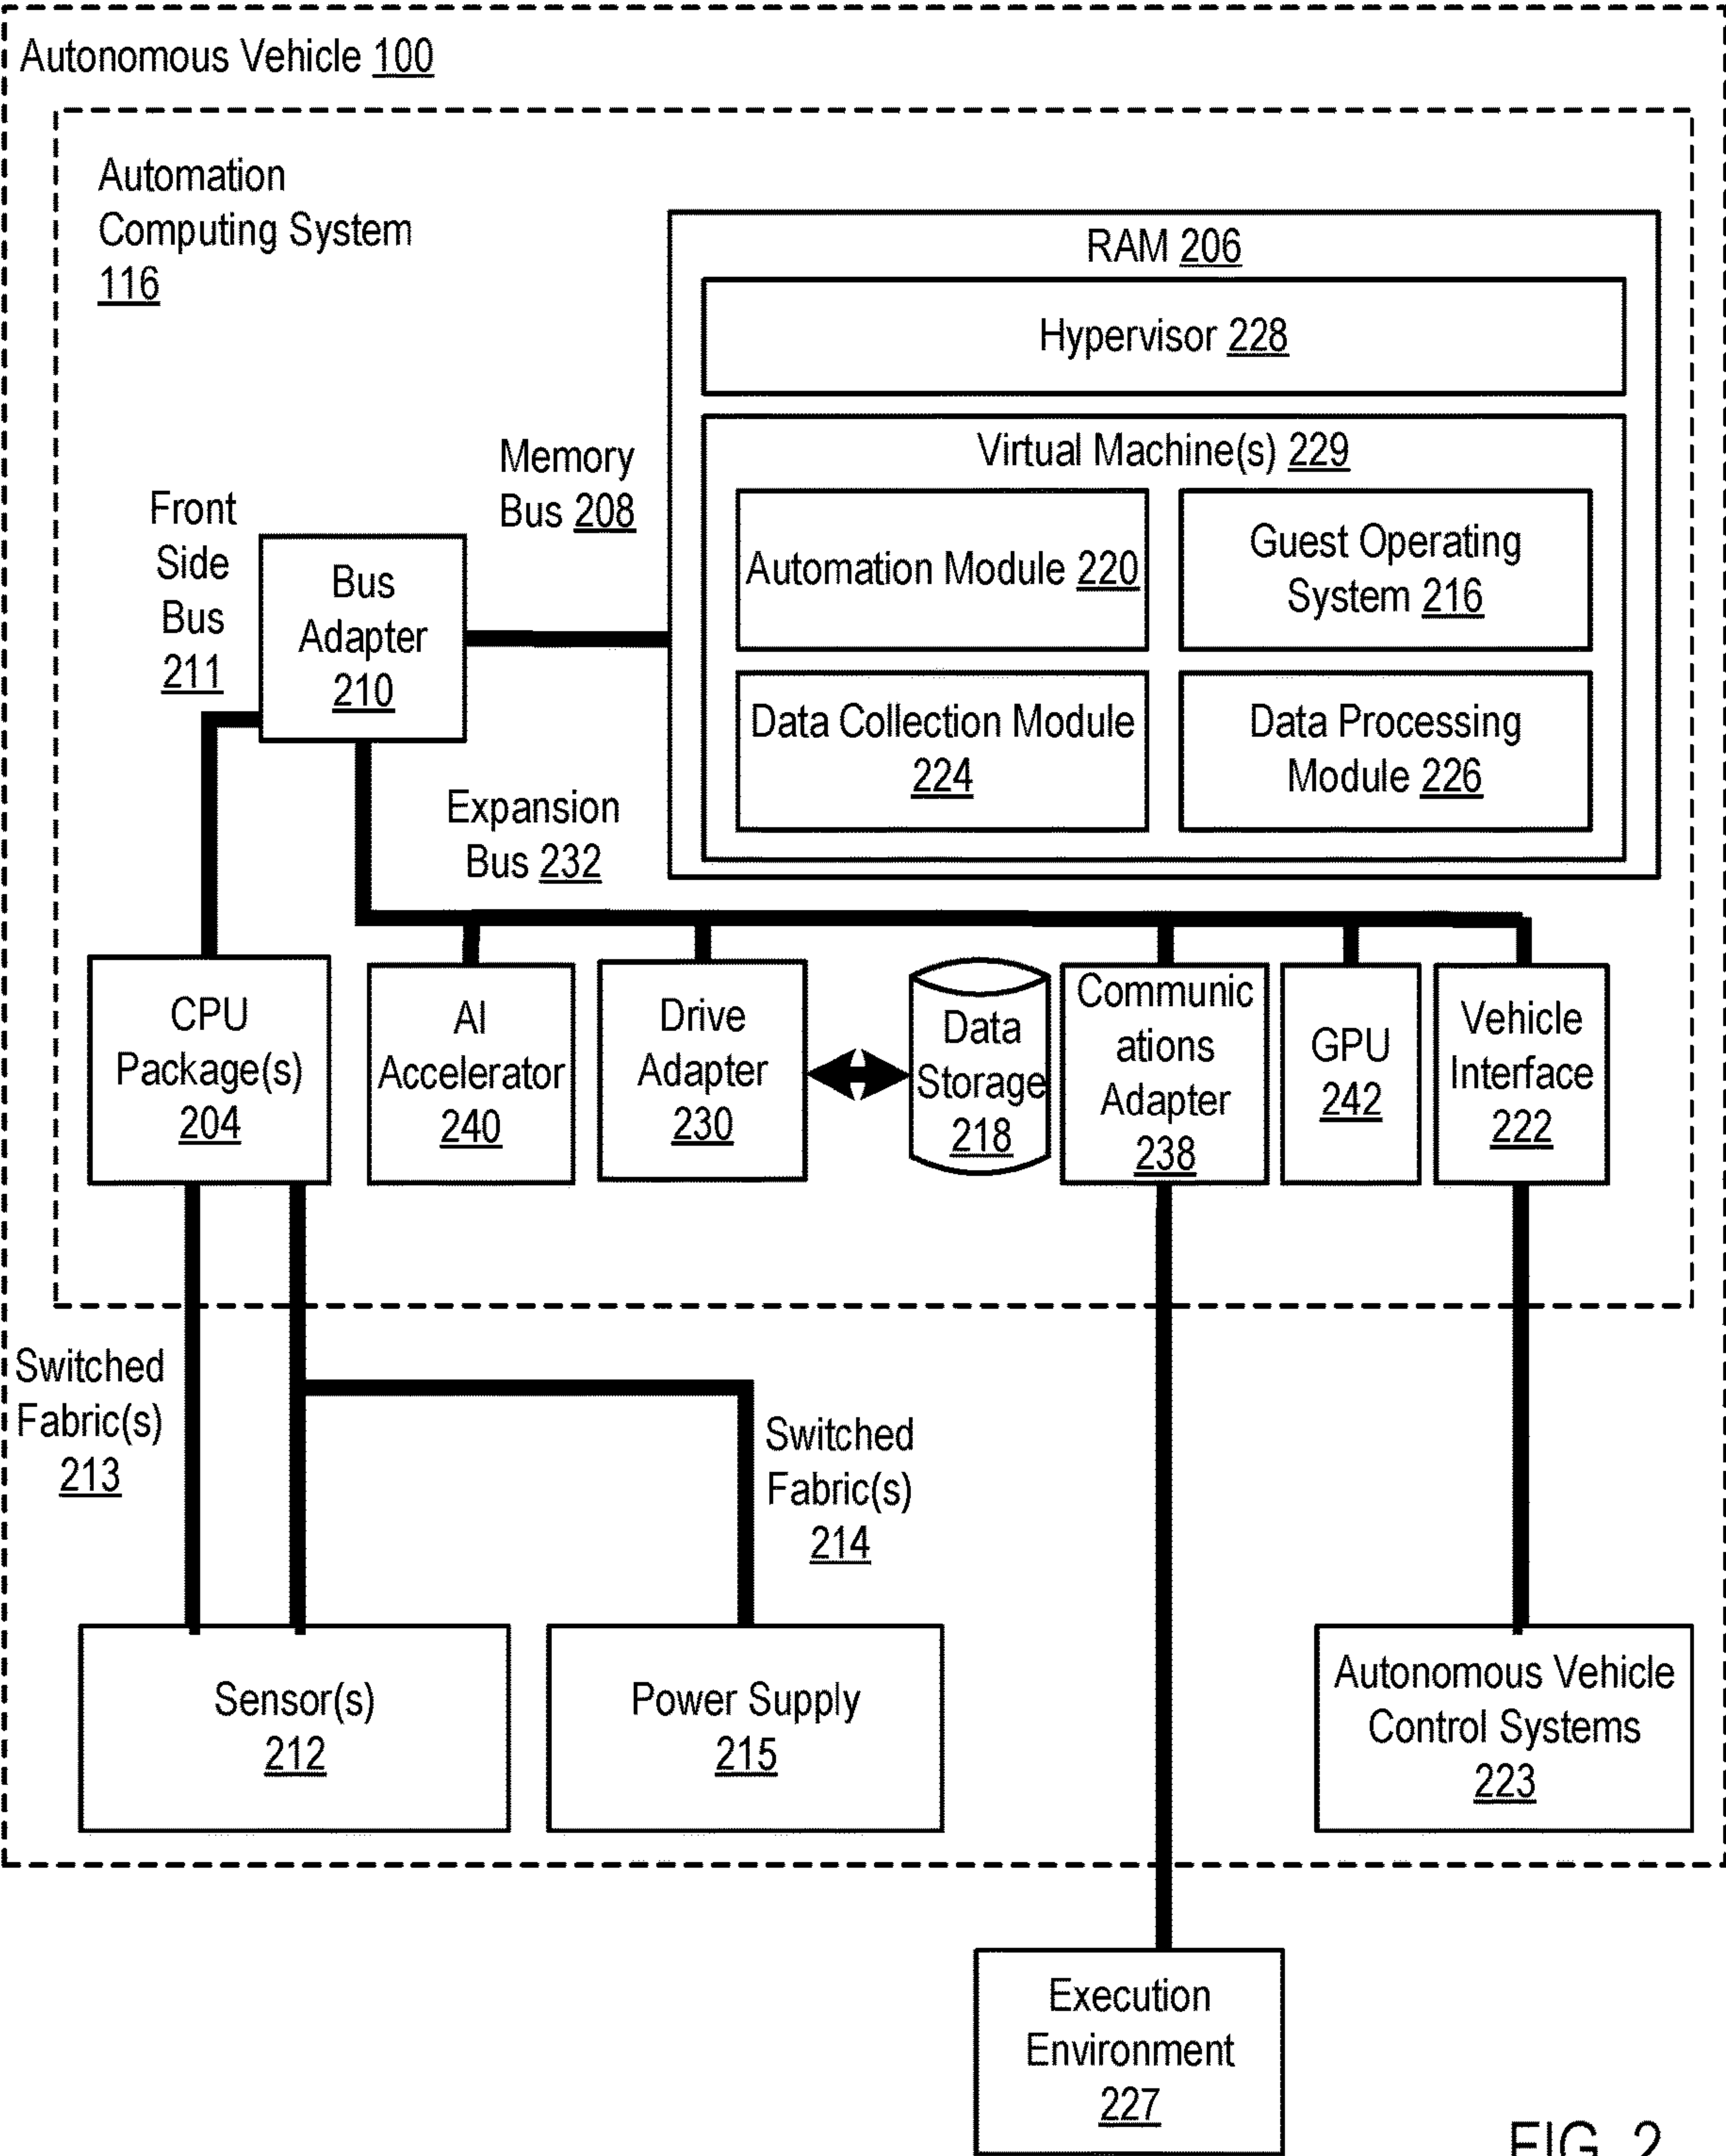 Autonomous Vehicle 100
Automation
Computing System
116
RAM 206
Hypervisor 228
Virtual Machine(s) 229
Automation Module 220
Guest Operating
System 216
Data Collection Module
224
Data Processing
Module 226
Memory
Bus 208
Front
Side
Bus
211
Bus
Adapter
210
Expansion
Bus 232
CPU
Package(s)
204
AI
Accelerator
240
Drive
Adapter
230
Data
Storage
218
Communic
ations
Adapter
238
GPU
242
Vehicle
Interface
222
Switched
Fabric(s)
213
Switched
Fabric(s)
214
Sensor(s)
212
Power Supply
215
Autonomous Vehicle
Control Systems
223
Execution
Environment
227
FIG. 2